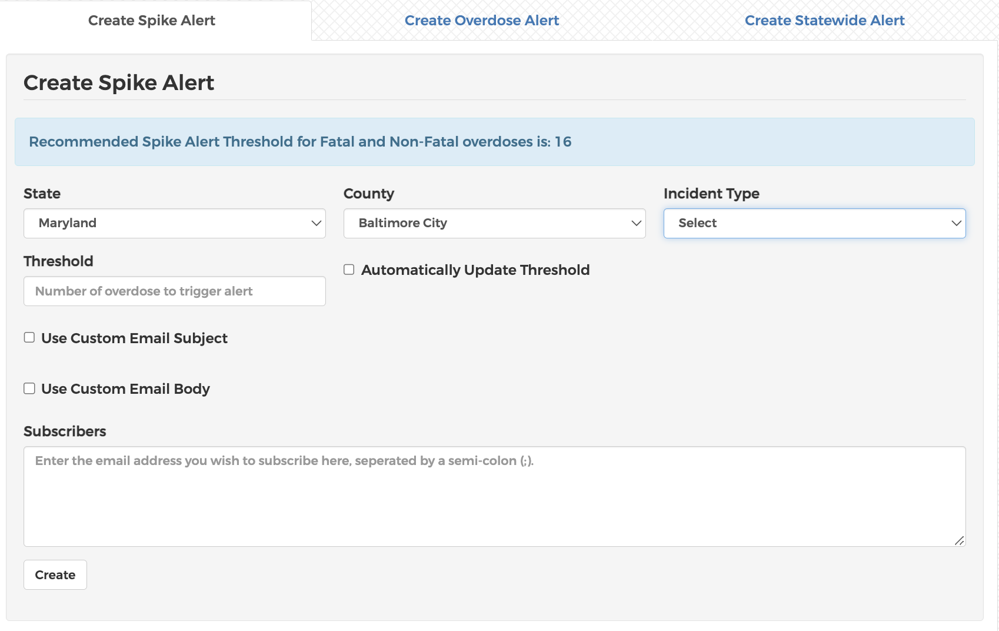 Create Spike Alert
Create Overdose Alert
Create Statewide Alert
Create Spike Alert
Recommended Spike Alert Threshold for Fatal and Non-Fatal overdoses is: 16
State
County
Incident Type
Maryland
Baltimore City
Select
Threshold
Automatically Update Threshold
Number of overdose to trigger alert
Use Custom Email Subject
Use Custom Email Body
Subscribers
Enter the email address you wish to subscribe here, seperated by a semi-colon (;).
Create